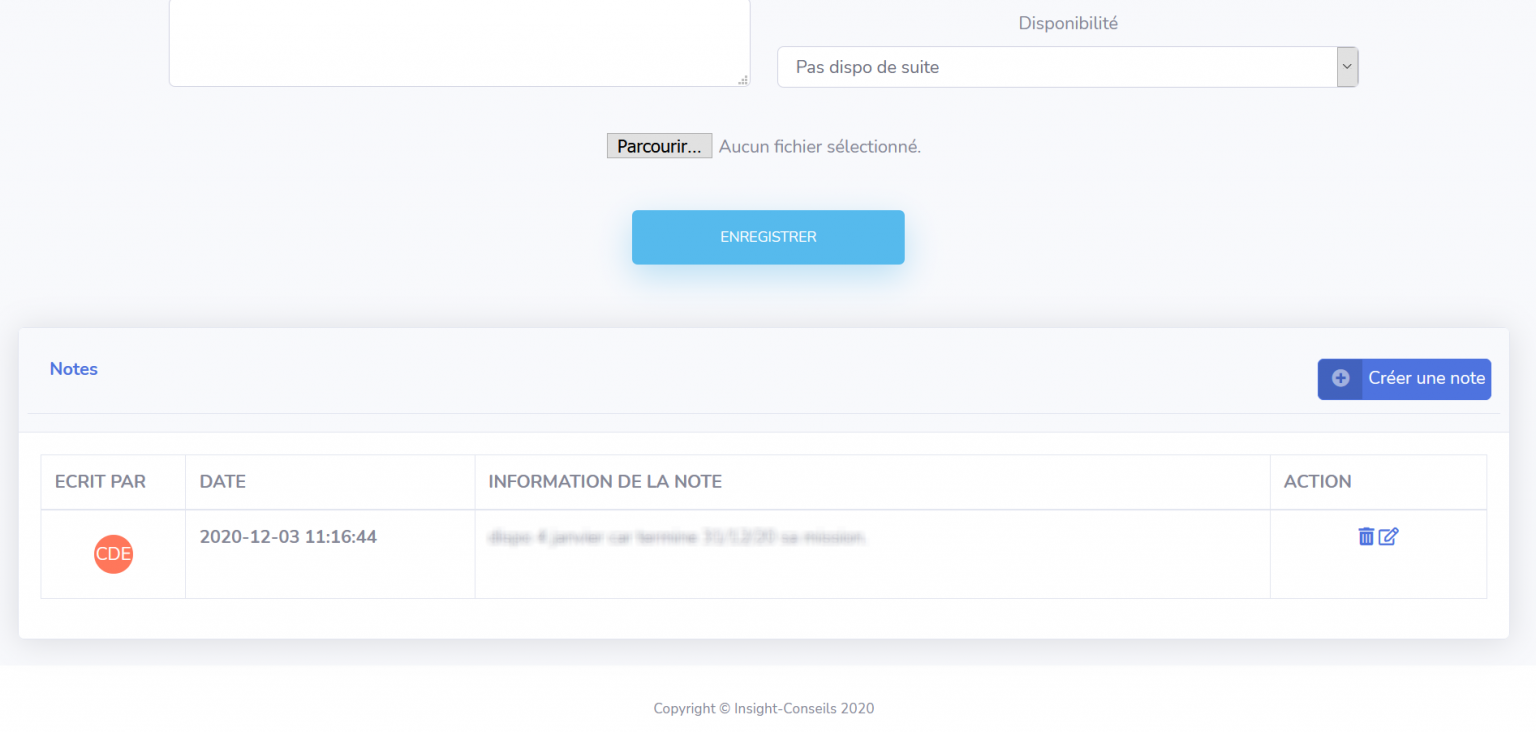 Disponibilité
Pas dispo de suite
Parcourir... Aucun fichier sélectionné.
ENREGISTRER
Notes
Créer une note
ECRIT PAR DATE INFORMATION DE LA NOTE ACTION
CDE 2020-12-03 11:16:44
Copyright © Insight-Conseils 2020